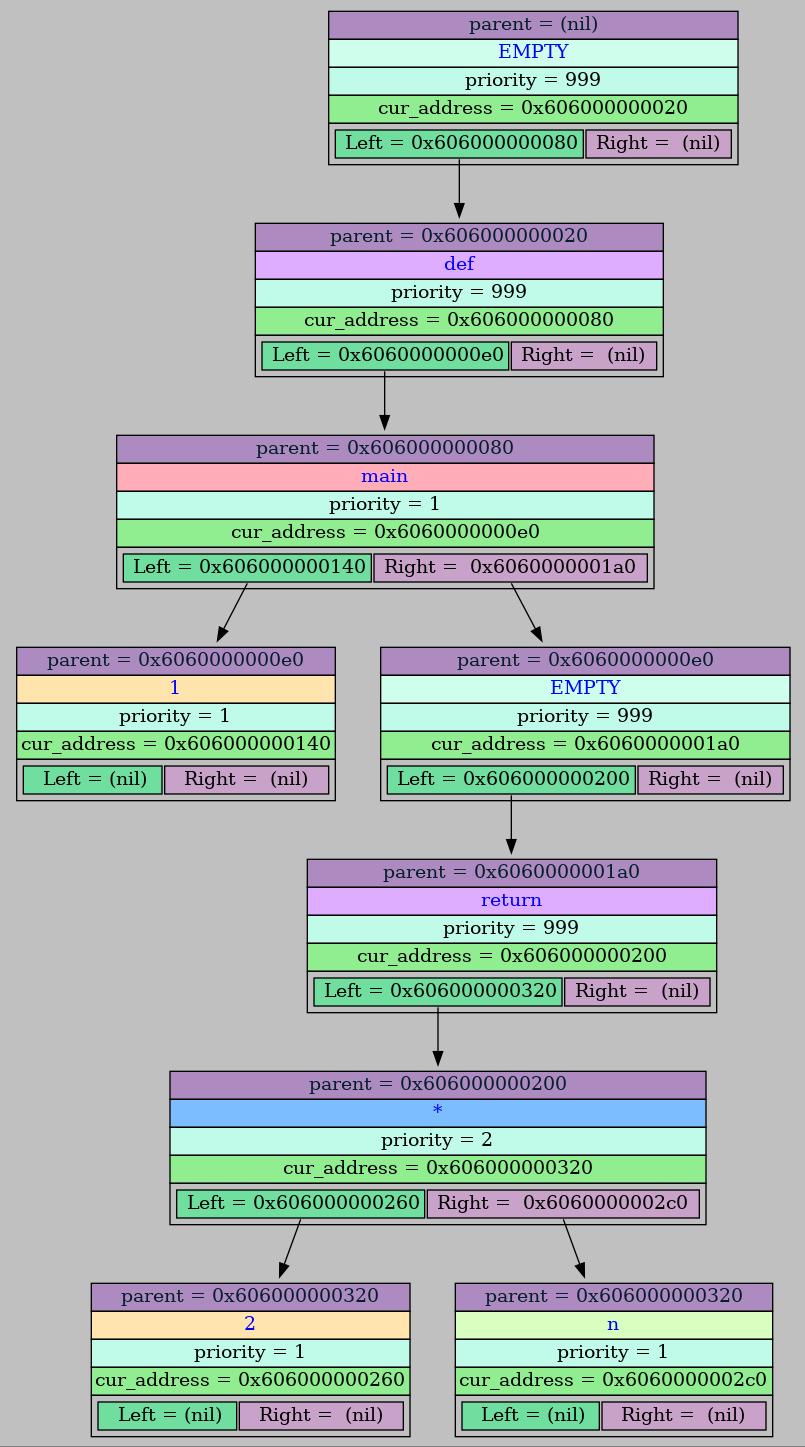 parent = (nil)
EMPTY
priority = 999
cur_address = 0x606000000020
Left = 0x606000000080 Right =  (nil)
parent = 0x606000000020
def
priority = 999
cur_address = 0x606000000080
Left = 0x6060000000e0 Right =  (nil)
parent = 0x606000000080
main
priority = 1
cur_address = 0x6060000000e0
Left = 0x606000000140 Right =  0x6060000001a0
parent = 0x6060000000e0
1
priority = 1
cur_address = 0x606000000140
Left = (nil) Right =  (nil)
parent = 0x6060000000e0
EMPTY
priority = 999
cur_address = 0x6060000001a0
Left = 0x606000000200 Right =  (nil)
parent = 0x6060000001a0
return
priority = 999
cur_address = 0x606000000200
Left = 0x606000000320 Right =  (nil)
parent = 0x606000000200
*
priority = 2
cur_address = 0x606000000320
Left = 0x606000000260 Right =  0x6060000002c0
parent = 0x606000000320
2
priority = 1
cur_address = 0x606000000260
Left = (nil) Right =  (nil)
parent = 0x606000000320
n
priority = 1
cur_address = 0x6060000002c0
Left = (nil) Right =  (nil)